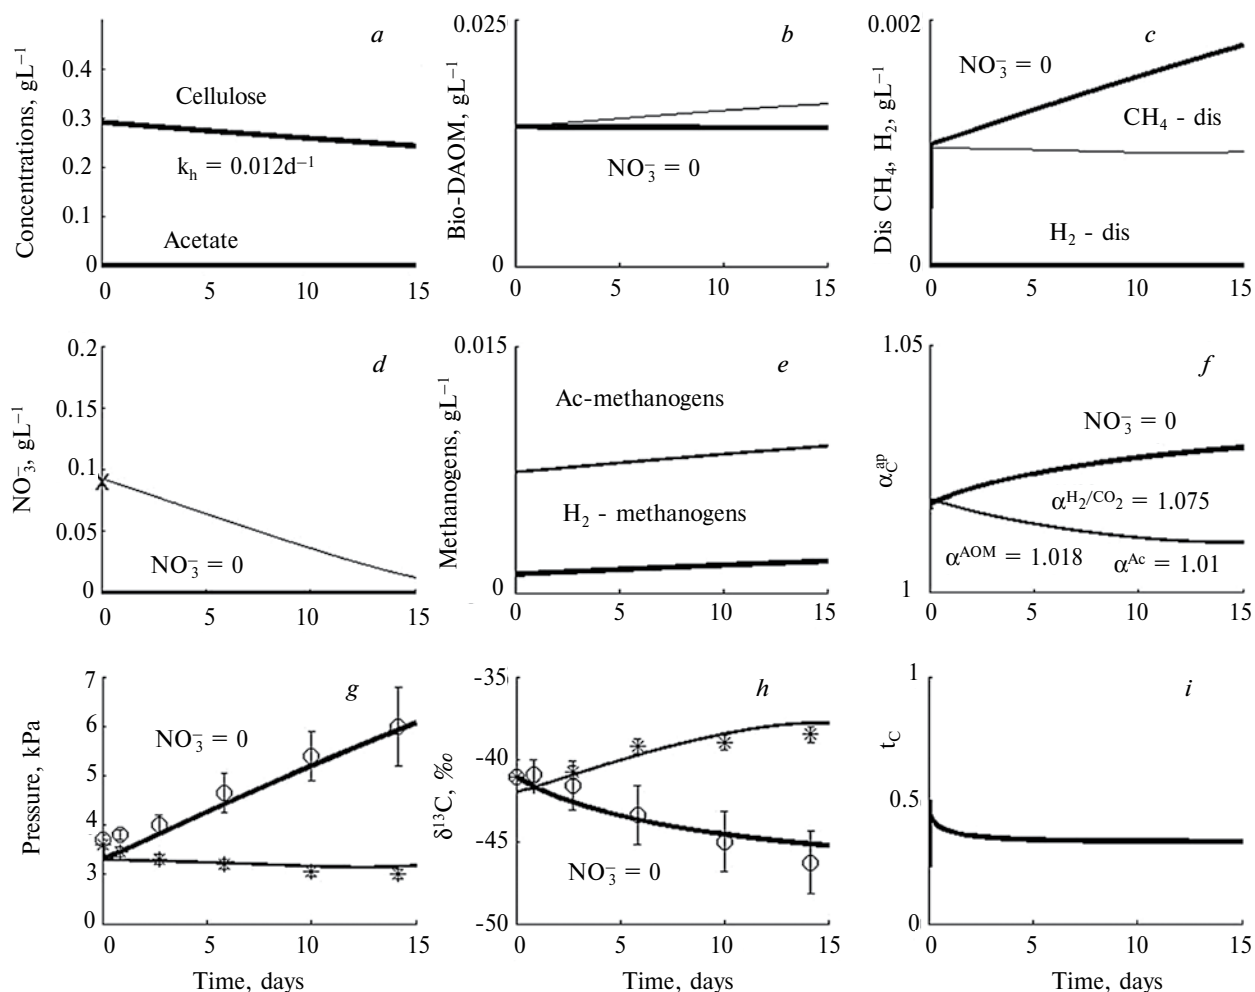 a
Concentrations, gL⁻¹
0.4
0.3
0.2
0.1
0
Cellulose
kₕ = 0.012d⁻¹
Acetate
0 5 10 15
b
Bio-DAOM, gL⁻¹
0.025
0
NO₃⁻ = 0
0 5 10 15
c
Dis CH₄, H₂, gL⁻¹
0.002
0
NO₃⁻ = 0
CH₄ - dis
H₂ - dis
0 5 10 15
d
NO₃⁻, gL⁻¹
0.2
0.15
0.1
0.05
0
NO₃⁻ = 0
0 5 10 15
e
Methanogens, gL⁻¹
0.015
0
Ac-methanogens
H₂ - methanogens
0 5 10 15
f
α_C^ap
1.05
1
NO₃⁻ = 0
α^H₂/CO₂ = 1.075
α^AOM = 1.018
α^Ac = 1.01
0 5 10 15
g
Pressure, kPa
7
6
5
4
3
0
NO₃⁻ = 0
0 5 10 15
Time, days
h
δ¹³C, ‰
-35
-40
-45
-50
NO₃⁻ = 0
0 5 10 15
Time, days
i
t_C
1
0.5
0
0 5 10 15
Time, days